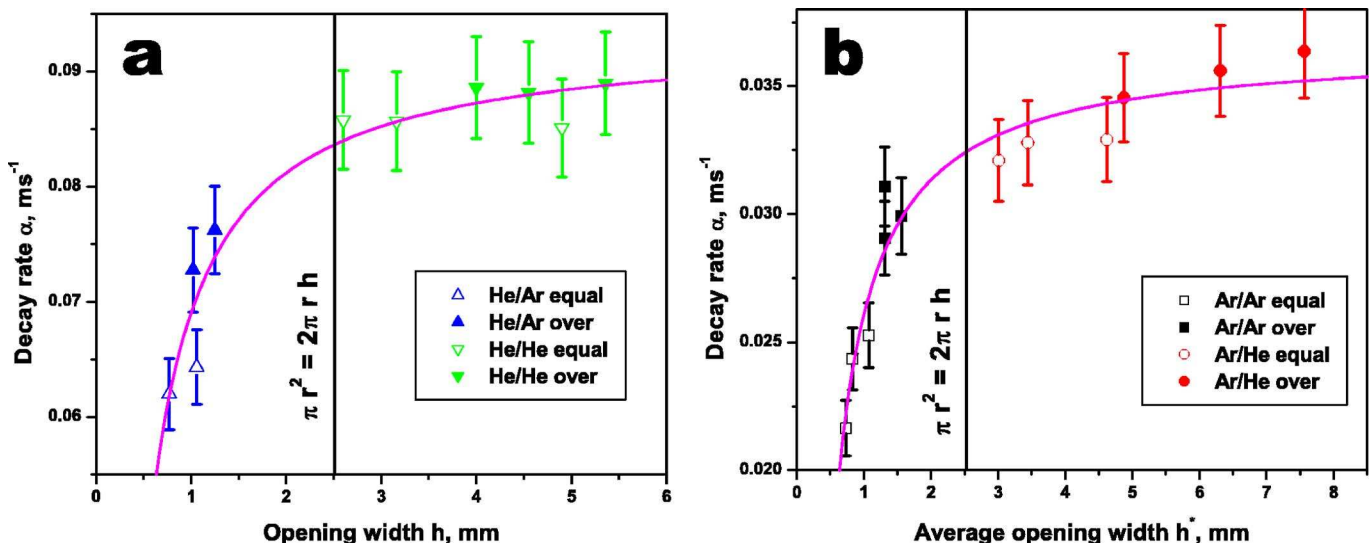 a
0.09
0.08
0.07
0.06
Decay rate α, ms⁻¹
π r² = 2π r h
He/Ar equal
He/Ar over
He/He equal
He/He over
0 1 2 3 4 5 6
Opening width h, mm
b
0.035
0.030
0.025
0.020
Decay rate α, ms⁻¹
π r² = 2π r h
Ar/Ar equal
Ar/Ar over
Ar/He equal
Ar/He over
0 1 2 3 4 5 6 7 8
Average opening width h*, mm